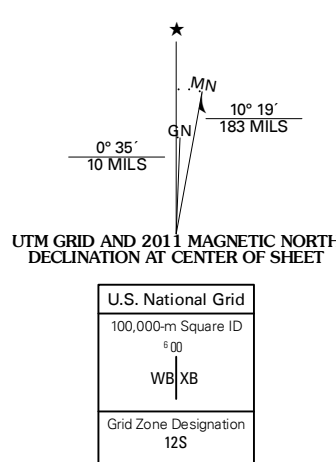 ★
MN
GN
10° 19´
183 MILS
0° 35´
10 MILS
UTM GRID AND 2011 MAGNETIC NORTH
DECLINATION AT CENTER OF SHEET
U.S. National Grid
100,000-m Square ID
⁶00
WB XB
Grid Zone Designation
12S